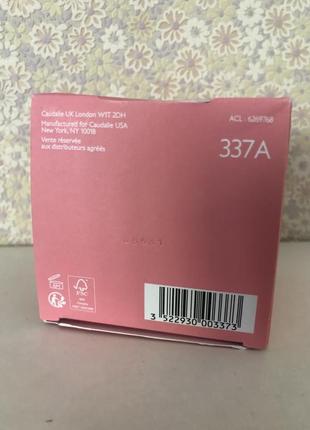 Caudalie UK London W1T 2DH
Manufactured for Caudalie USA
New York, NY 10018
Vente réservée
aux distributeurs agréés
ACL : 6269768
337A
FSC
3 522930 003373